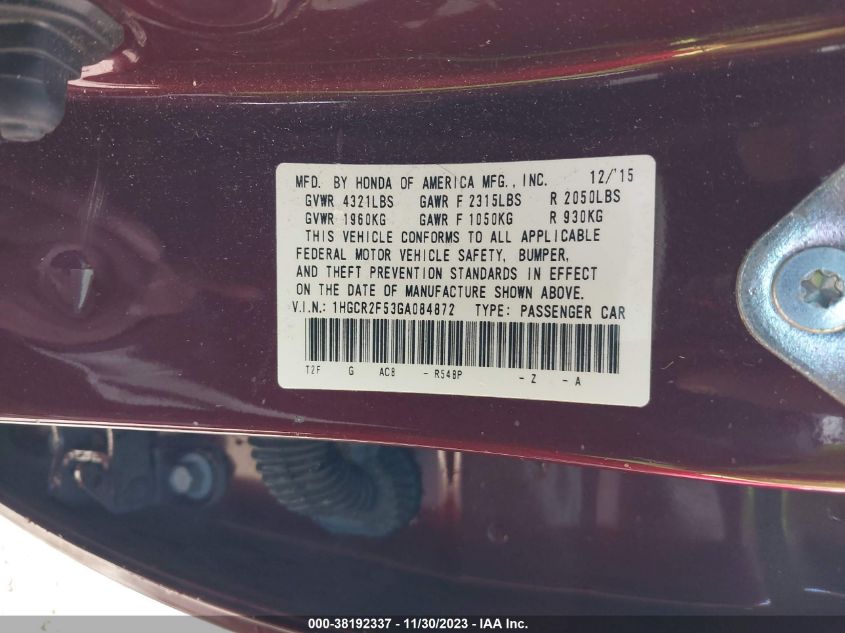 MFD. BY HONDA OF AMERICA MFG., INC. 12/'15
GVWR 4321LBS GAWR F 2315LBS R 2050LBS
GVWR 1960KG GAWR F 1050KG R 930KG
THIS VEHICLE CONFORMS TO ALL APPLICABLE
FEDERAL MOTOR VEHICLE SAFETY, BUMPER,
AND THEFT PREVENTION STANDARDS IN EFFECT
ON THE DATE OF MANUFACTURE SHOWN ABOVE.
V.I.N.: 1HGCR2F53GA084872 TYPE: PASSENGER CAR
T2F G AC8 - R548P - Z - A
000-38192337 - 11/30/2023 - IAA Inc.